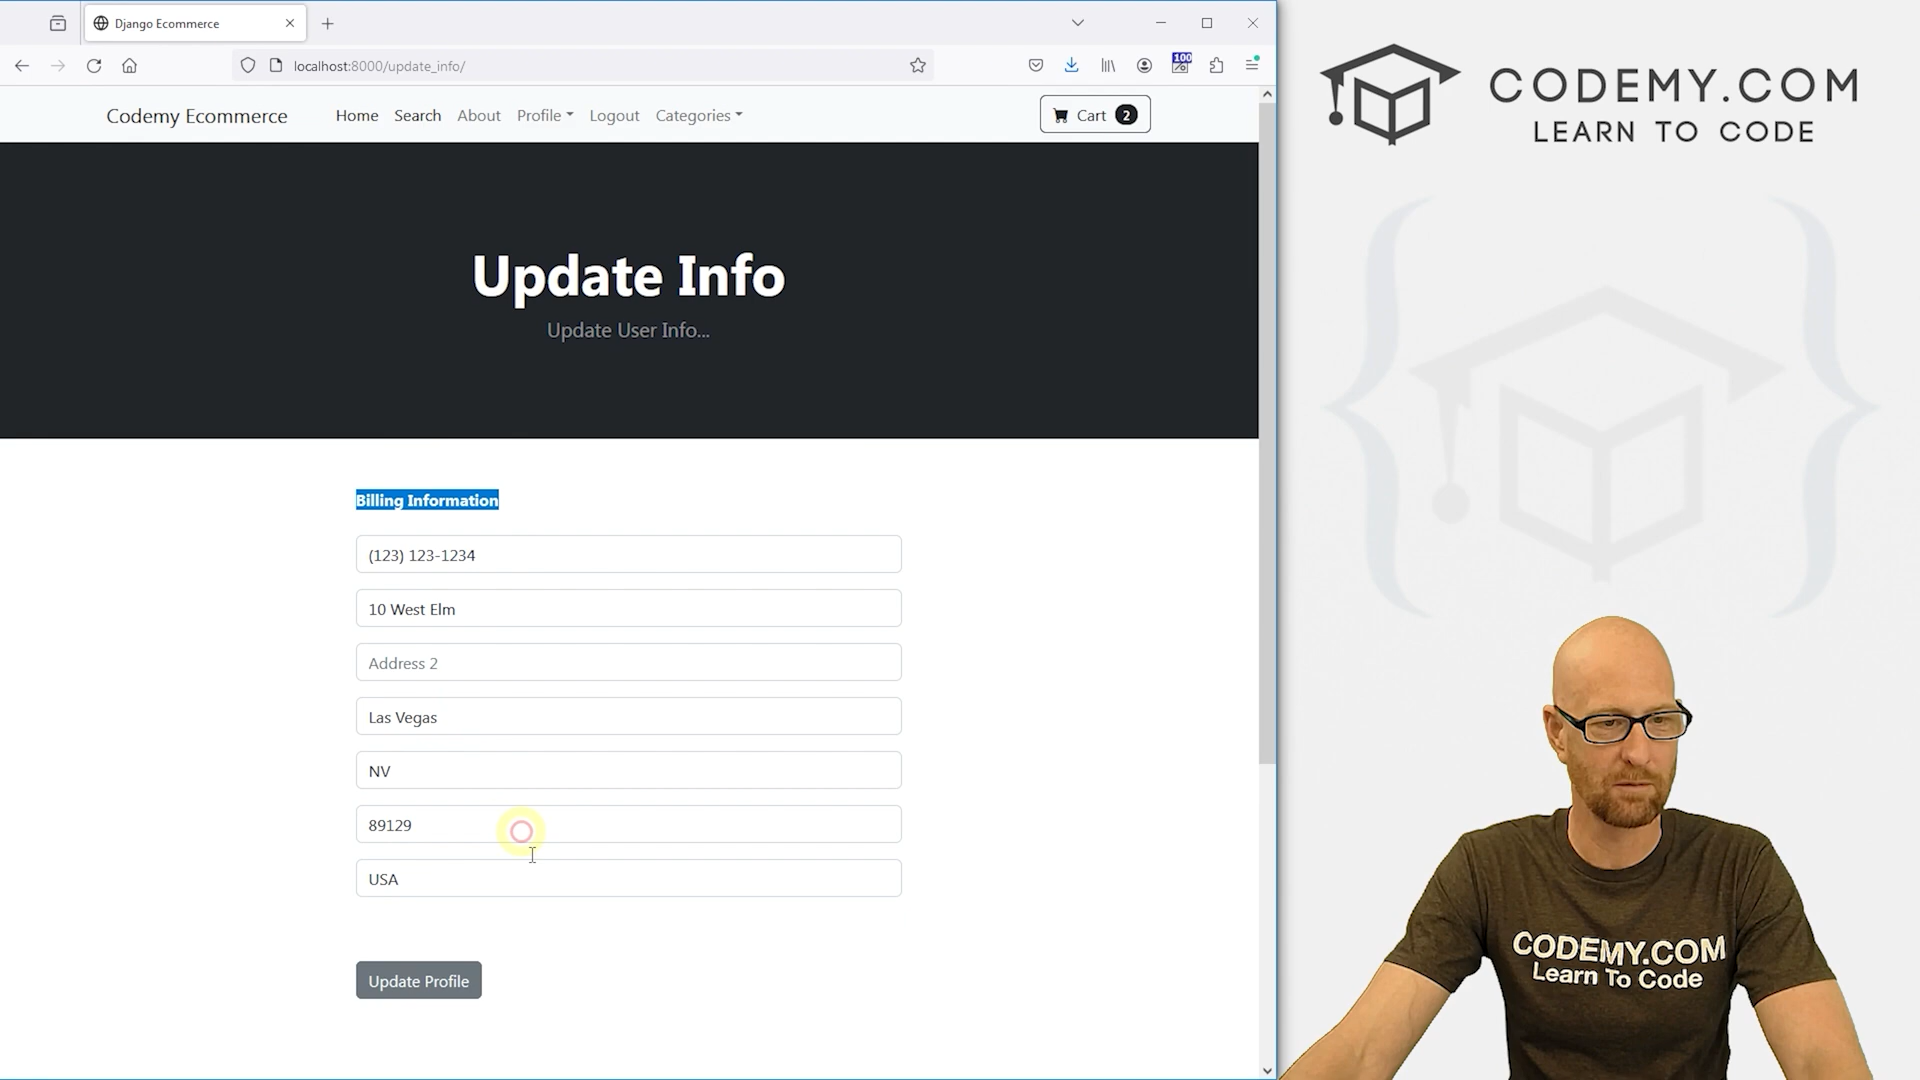 Django Ecommerce
localhost:8000/update_info/
100
Codemy Ecommerce Home Search About Profile Logout Categories Cart 2
Update Info
Update User Info...
Billing Information
(123) 123-1234
10 West Elm
Address 2
Las Vegas
NV
89129
USA
Update Profile
CODEMY.COM
LEARN TO CODE
CODEMY.COM
Learn To Code